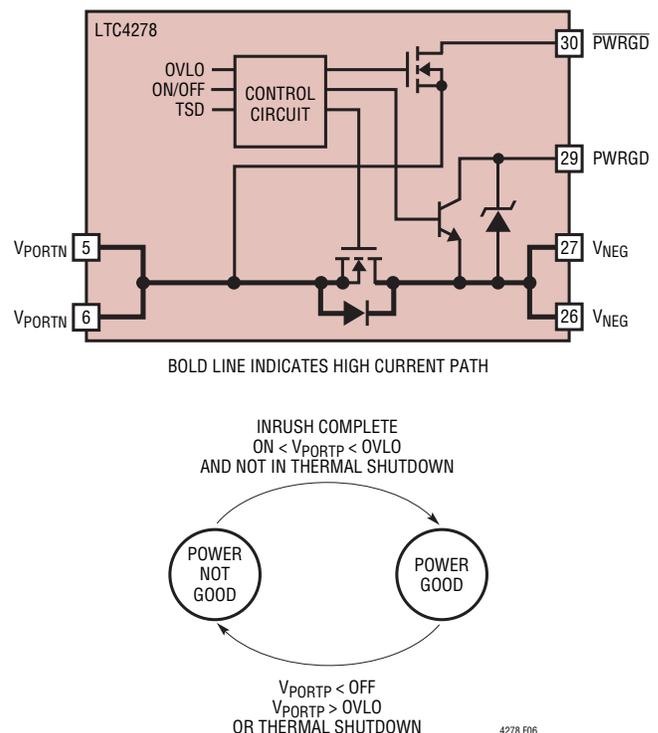 LTC4278
OVLO
ON/OFF
TSD
CONTROL
CIRCUIT
30
PWRGD
29
PWRGD
VPORTN
5
VPORTN
6
27
VNEG
26
VNEG
BOLD LINE INDICATES HIGH CURRENT PATH
INRUSH COMPLETE
ON < VPORTP < OVLO
AND NOT IN THERMAL SHUTDOWN
POWER
NOT
GOOD
POWER
GOOD
VPORTP < OFF
VPORTP > OVLO
OR THERMAL SHUTDOWN
4278 F06